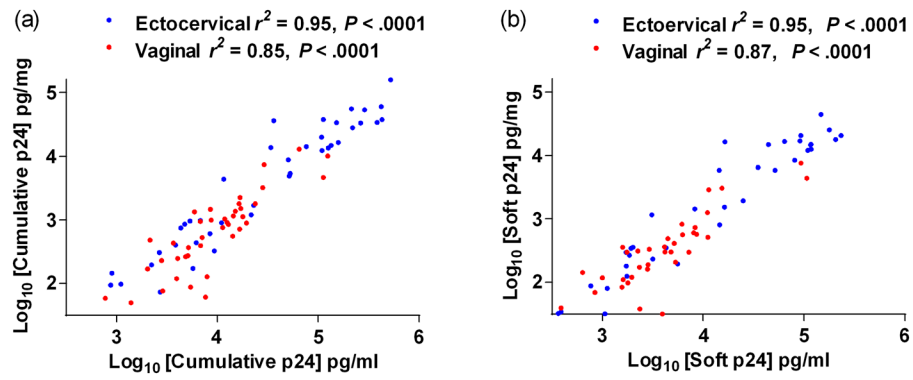 (a)
Ectocervical r² = 0.95, P < .0001
Vaginal r² = 0.85, P < .0001
Log₁₀ [Cumulative p24] pg/mg
5
4
3
2
3
4
5
6
Log₁₀ [Cumulative p24] pg/ml
(b)
Ectoervical r² = 0.95, P < .0001
Vaginal r² = 0.87, P < .0001
Log₁₀ [Soft p24] pg/mg
5
4
3
2
3
4
5
6
Log₁₀ [Soft p24] pg/ml